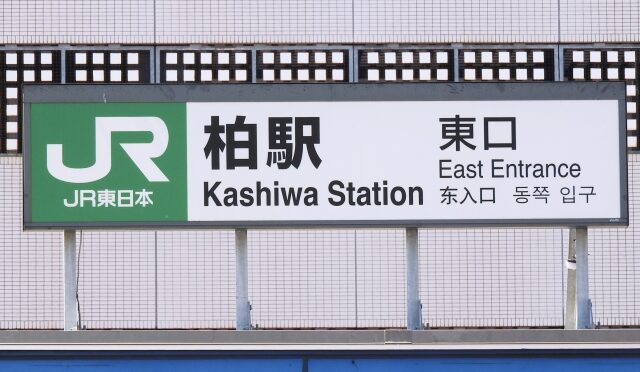 JR
JR東日本
柏駅
Kashiwa Station
東口
East Entrance
东入口 동쪽 입구